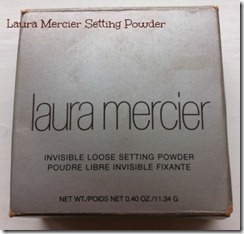 Laura Mercier Setting Powder
laura mercier
INVISIBLE LOOSE SETTING POWDER
POUDRE LIBRE INVISIBLE FIXANTE
NET WT./POIDS NET 0.40 OZ./11.34 G